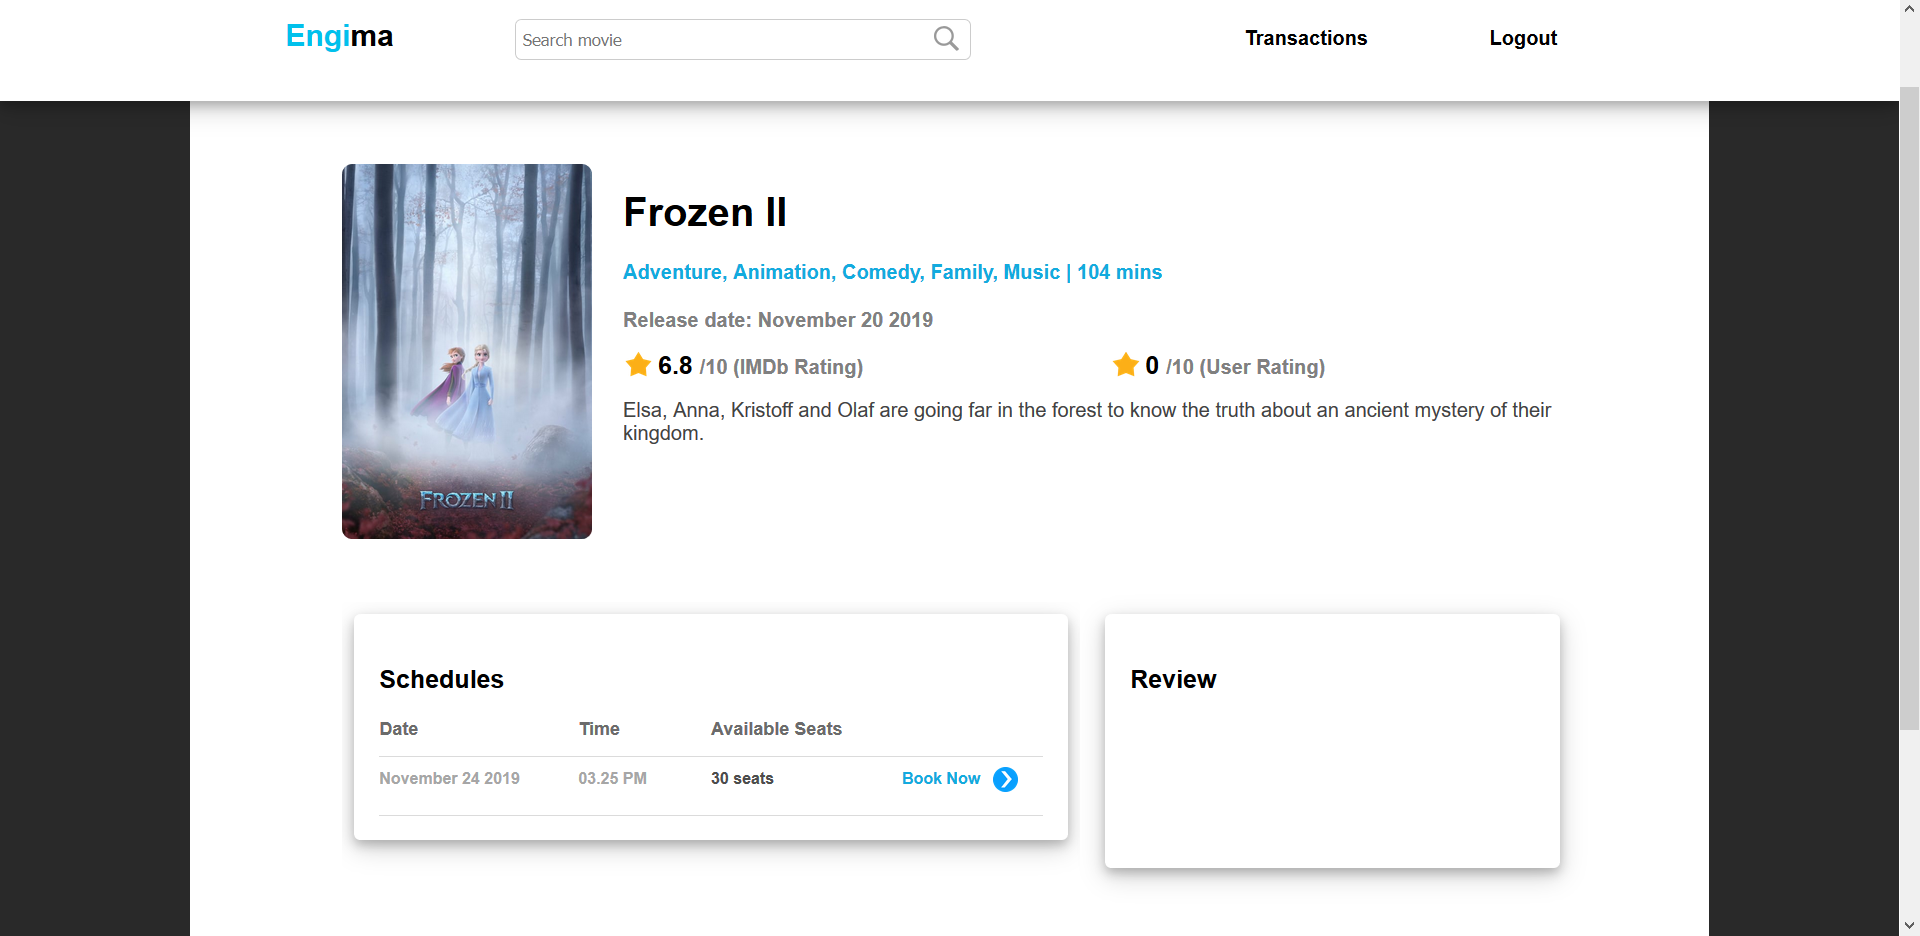 Engima
Search movie
Transactions
Logout
Frozen II
Adventure, Animation, Comedy, Family, Music | 104 mins
Release date: November 20 2019
6.8 /10 (IMDb Rating)
0 /10 (User Rating)
Elsa, Anna, Kristoff and Olaf are going far in the forest to know the truth about an ancient mystery of their
kingdom.
FROZEN II
Schedules
Date Time Available Seats
November 24 2019 03.25 PM 30 seats Book Now
Review